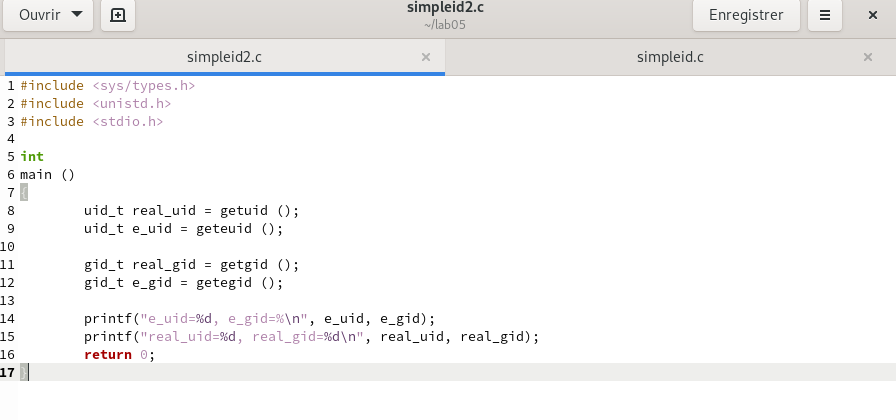 Ouvrir
simpleid2.c
~/lab05
Enregistrer
simpleid2.c
simpleid.c
1 #include <sys/types.h>
2 #include <unistd.h>
3 #include <stdio.h>
4
5 int
6 main ()
7 {
8         uid_t real_uid = getuid ();
9         uid_t e_uid = geteuid ();
10
11         gid_t real_gid = getgid ();
12         gid_t e_gid = getegid ();
13
14         printf("e_uid=%d, e_gid=%\n", e_uid, e_gid);
15         printf("real_uid=%d, real_gid=%d\n", real_uid, real_gid);
16         return 0;
17 }